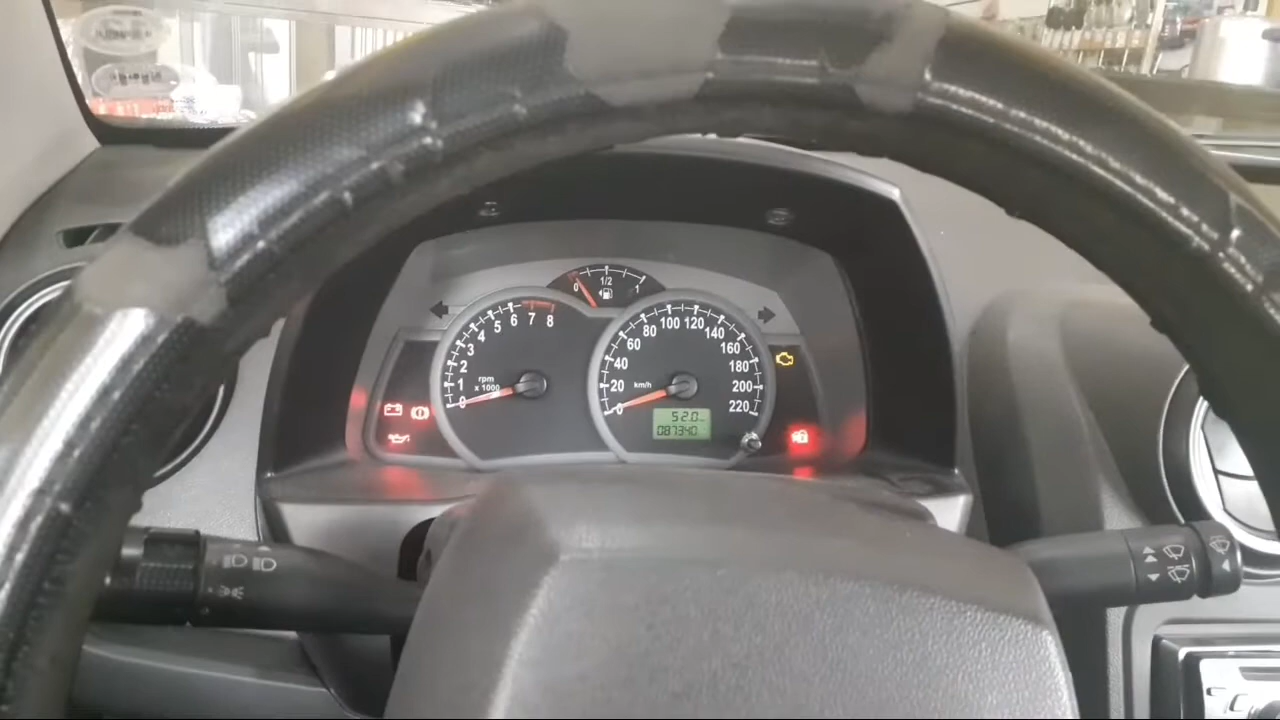 0 1/2 1
0 1 2 3 4 5 6 7 8
rpm
x 1000
0 20 40 60 80 100 120 140 160 180 200 220
km/h
52.0
087340